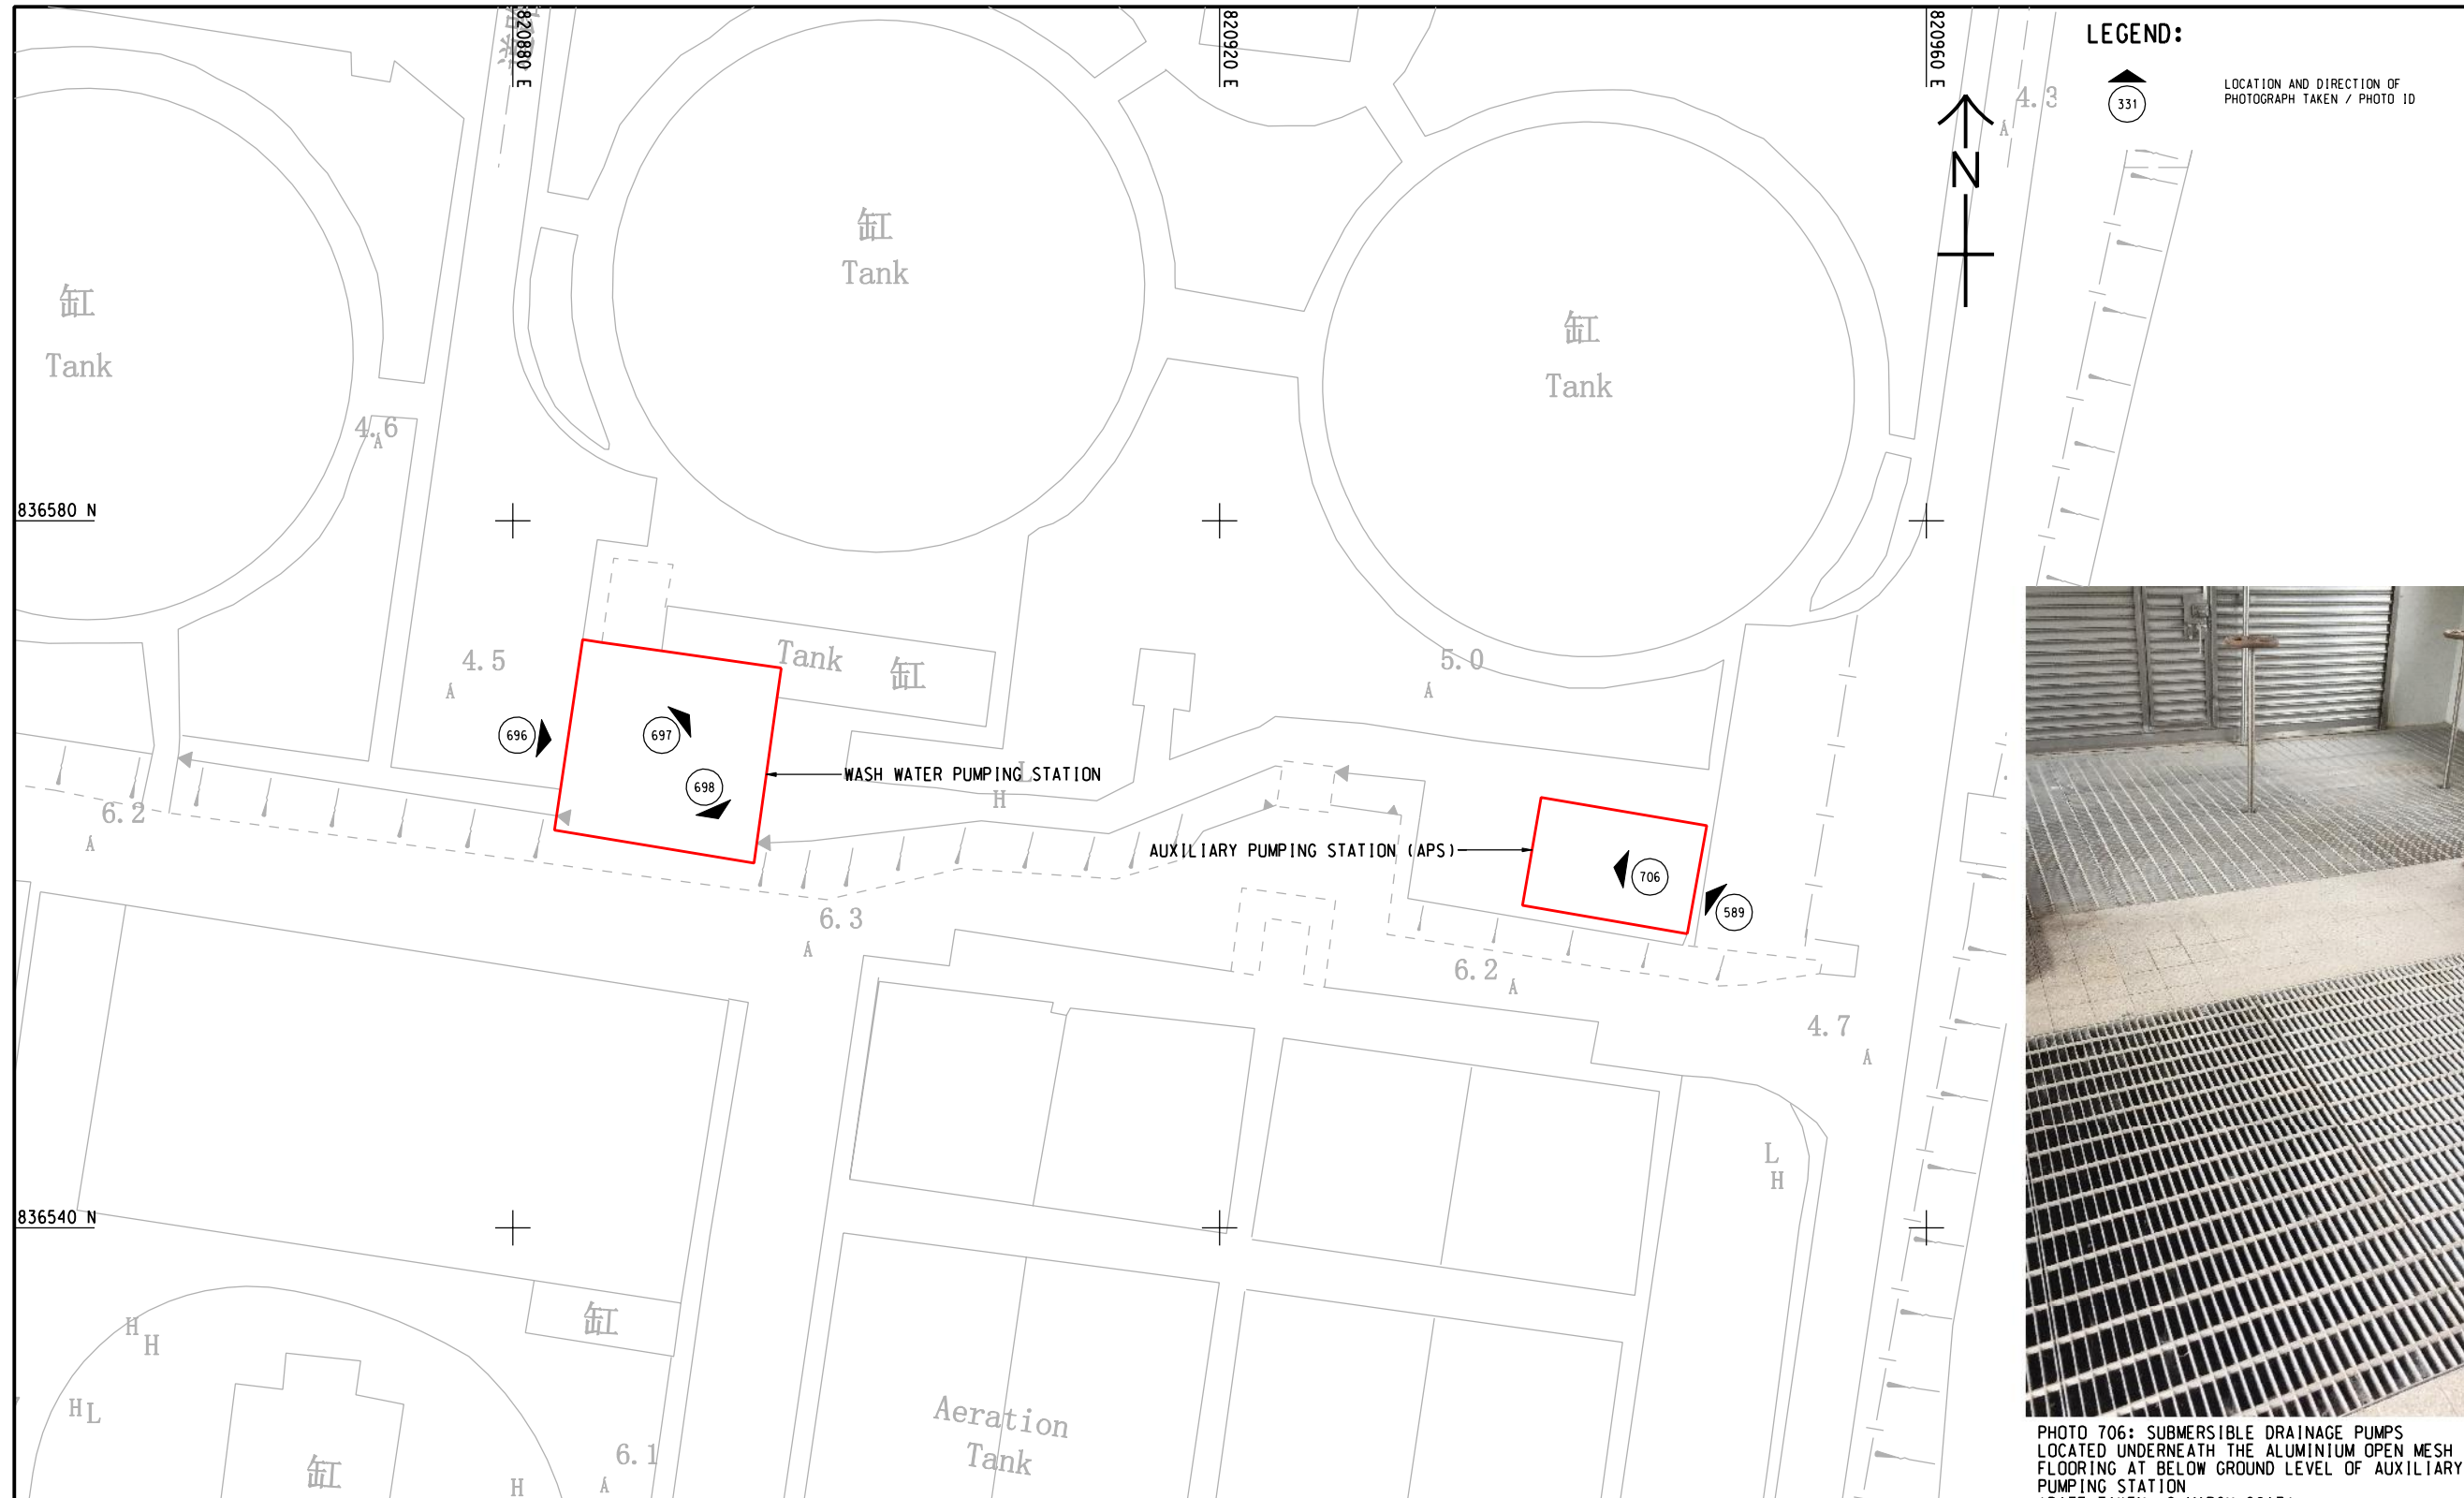 820880 E
820920 E
820960 E
LEGEND:
331
LOCATION AND DIRECTION OF
PHOTOGRAPH TAKEN / PHOTO ID
4.3
N
缸
Tank
缸
Tank
缸
Tank
4.6
836580 N
4.5
Tank 缸
5.0
696
697
698
WASH WATER PUMPING STATION
L
H
6.2
AUXILIARY PUMPING STATION (APS)
706
589
6.3
6.2
4.7
L
H
836540 N
缸
H
H
H
L
Aeration
Tank
缸
6.1
H
PHOTO 706: SUBMERSIBLE DRAINAGE PUMPS
LOCATED UNDERNEATH THE ALUMINIUM OPEN MESH
FLOORING AT BELOW GROUND LEVEL OF AUXILIARY
PUMPING STATION